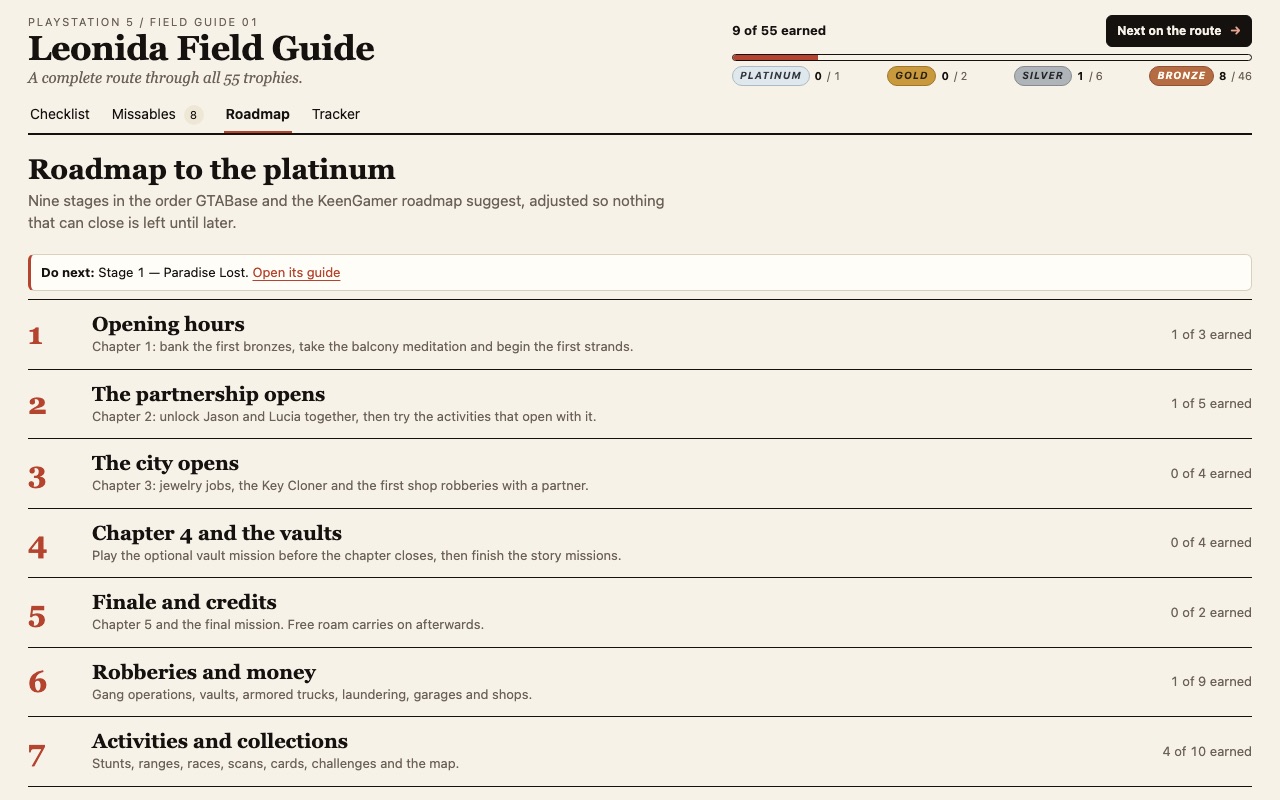 PLAYSTATION 5 / FIELD GUIDE 01
Leonida Field Guide
A complete route through all 55 trophies.
9 of 55 earned
Next on the route →
PLATINUM 0 / 1
GOLD 0 / 2
SILVER 1 / 6
BRONZE 8 / 46
Checklist
Missables 8
Roadmap
Tracker
Roadmap to the platinum
Nine stages in the order GTABase and the KeenGamer roadmap suggest, adjusted so nothing
that can close is left until later.
Do next: Stage 1 — Paradise Lost. Open its guide
1
Opening hours
Chapter 1: bank the first bronzes, take the balcony meditation and begin the first strands.
1 of 3 earned
2
The partnership opens
Chapter 2: unlock Jason and Lucia together, then try the activities that open with it.
1 of 5 earned
3
The city opens
Chapter 3: jewelry jobs, the Key Cloner and the first shop robberies with a partner.
0 of 4 earned
4
Chapter 4 and the vaults
Play the optional vault mission before the chapter closes, then finish the story missions.
0 of 4 earned
5
Finale and credits
Chapter 5 and the final mission. Free roam carries on afterwards.
0 of 2 earned
6
Robberies and money
Gang operations, vaults, armored trucks, laundering, garages and shops.
1 of 9 earned
7
Activities and collections
Stunts, ranges, races, scans, cards, challenges and the map.
4 of 10 earned